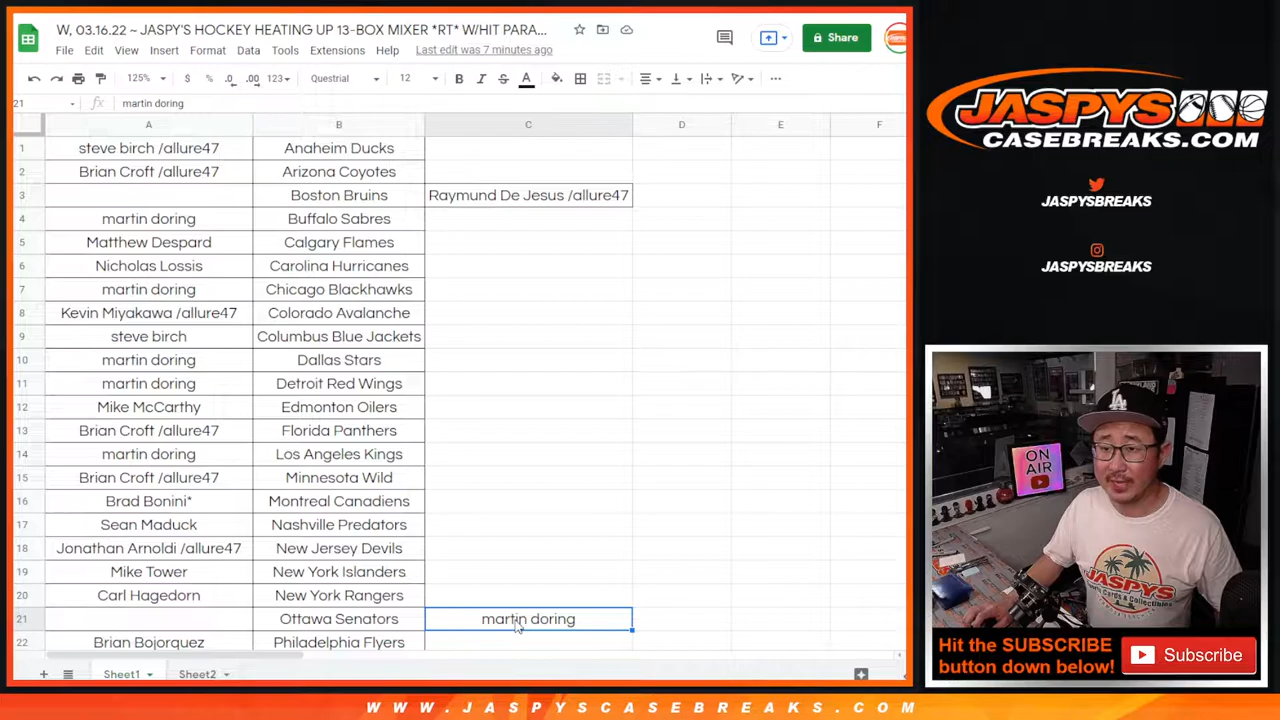 W, 03.16.22 ~ JASPY'S HOCKEY HEATING UP 13-BOX MIXER *RT* W/HIT PARA...
File Edit View Insert Format Data Tools Extensions Help Last edit was 7 minutes ago
Share
125% $ % .0 .00 123 Questrial 12 B I S A
21 fx martin doring
A B C D E F
1 steve birch /allure47 Anaheim Ducks
2 Brian Croft /allure47 Arizona Coyotes
3 Boston Bruins Raymund De Jesus /allure47
4 martin doring Buffalo Sabres
5 Matthew Despard Calgary Flames
6 Nicholas Lossis Carolina Hurricanes
7 martin doring Chicago Blackhawks
8 Kevin Miyakawa /allure47 Colorado Avalanche
9 steve birch Columbus Blue Jackets
10 martin doring Dallas Stars
11 martin doring Detroit Red Wings
12 Mike McCarthy Edmonton Oilers
13 Brian Croft /allure47 Florida Panthers
14 martin doring Los Angeles Kings
15 Brian Croft /allure47 Minnesota Wild
16 Brad Bonini* Montreal Canadiens
17 Sean Maduck Nashville Predators
18 Jonathan Arnoldi /allure47 New Jersey Devils
19 Mike Tower New York Islanders
20 Carl Hagedorn New York Rangers
21 Ottawa Senators martin doring
22 Brian Bojorquez Philadelphia Flyers
Sheet1 Sheet2
JASPYS
CASEBREAKS.COM
JASPYSBREAKS
JASPYSBREAKS
ON
AIR
LA
JASPYS
Hit the SUBSCRIBE
button down below!
Subscribe
WWW.JASPYSCASEBREAKS.COM